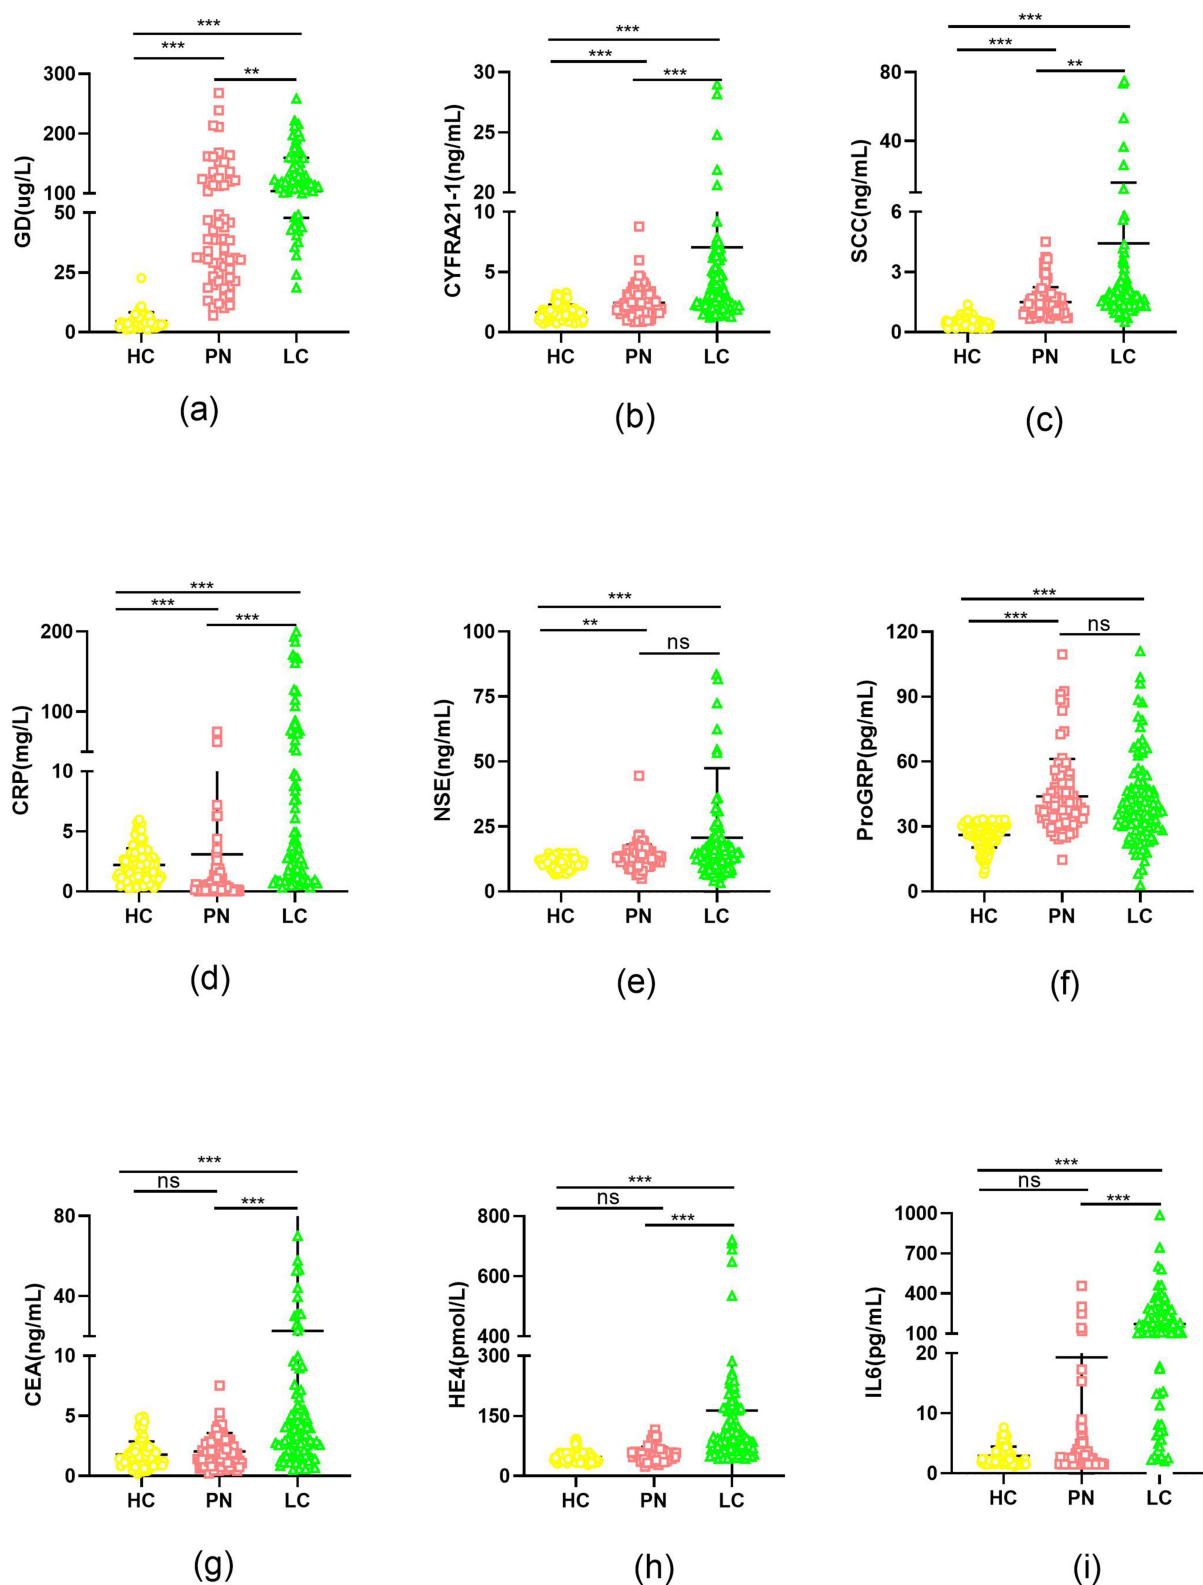 ***
***
**
GD(ug/L)
300
200
100
50
25
0
HC PN LC
(a)
***
***
***
CYFRA21-1(ng/mL)
30
25
20
10
5
0
HC PN LC
(b)
***
***
**
SCC(ng/mL)
80
40
6
3
0
HC PN LC
(c)
***
***
***
CRP(mg/L)
200
100
10
5
0
HC PN LC
(d)
***
**
ns
NSE(ng/mL)
100
75
50
25
0
HC PN LC
(e)
***
***
ns
ProGRP(pg/mL)
120
90
60
30
0
HC PN LC
(f)
***
ns
***
CEA(ng/mL)
80
40
10
5
0
HC PN LC
(g)
***
ns
***
HE4(pmol/L)
800
600
400
300
150
0
HC PN LC
(h)
***
ns
***
IL6(pg/mL)
1000
700
400
100
20
10
0
HC PN LC
(i)